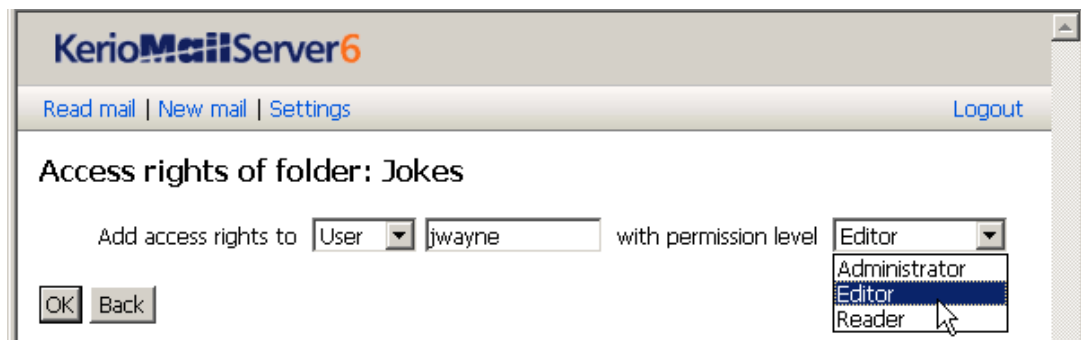 KerioMailServer6
Read mail | New mail | Settings Logout
Access rights of folder: Jokes
Add access rights to User jwayne with permission level Editor
Administrator
Editor
Reader
OK Back